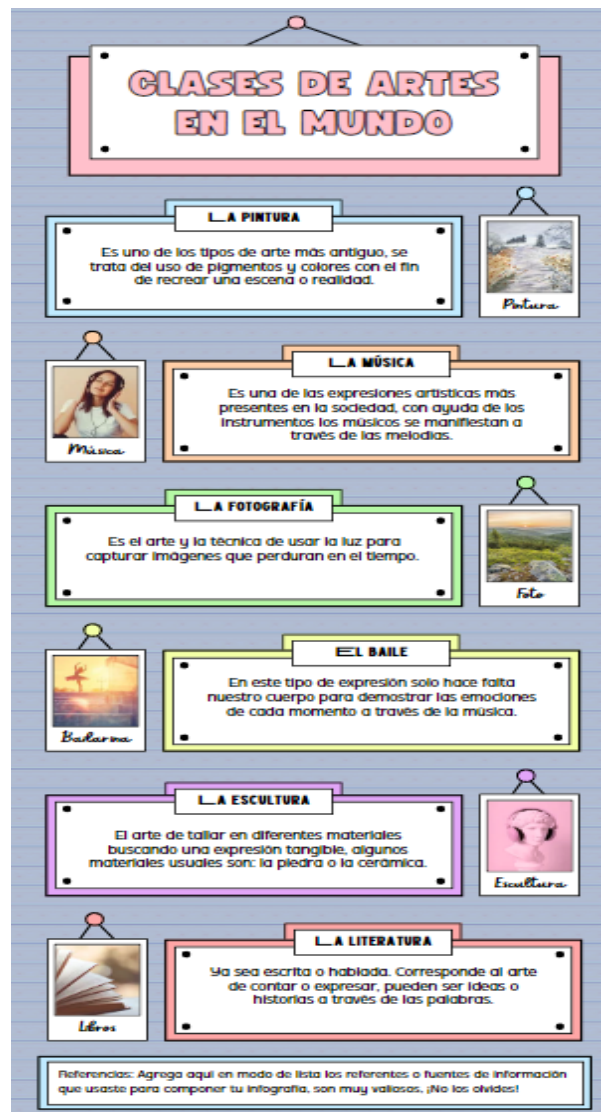 CLASES DE ARTES
EN EL MUNDO
LA PINTURA
Es uno de los tipos de arte más antiguo, se
trata del uso de pigmentos y colores con el fin
de recrear una escena o realidad.
Pintura
LA MÚSICA
Es una de las expresiones artísticas más
presentes en la sociedad, con ayuda de los
instrumentos los músicos se manifiestan a
través de las melodías.
Música
LA FOTOGRAFÍA
Es el arte y la técnica de usar la luz para
capturar imágenes que perduran en el tiempo.
Foto
EL BAILE
En este tipo de expresión solo hace falta
nuestro cuerpo para demostrar las emociones
de cada momento a través de la música.
Bailarina
LA ESCULTURA
El arte de tallar en diferentes materiales
buscando una expresión tangible, algunos
materiales usuales son: la piedra o la cerámica.
Escultura
LA LITERATURA
Ya sea escrita o hablada. Corresponde al arte
de contar o expresar, pueden ser ideas o
historias a través de las palabras.
Libros
Referencias: Agrega aquí en modo de lista los referentes o fuentes de información
que usaste para componer tu infografía, son muy valiosas, ¡No los olvides!